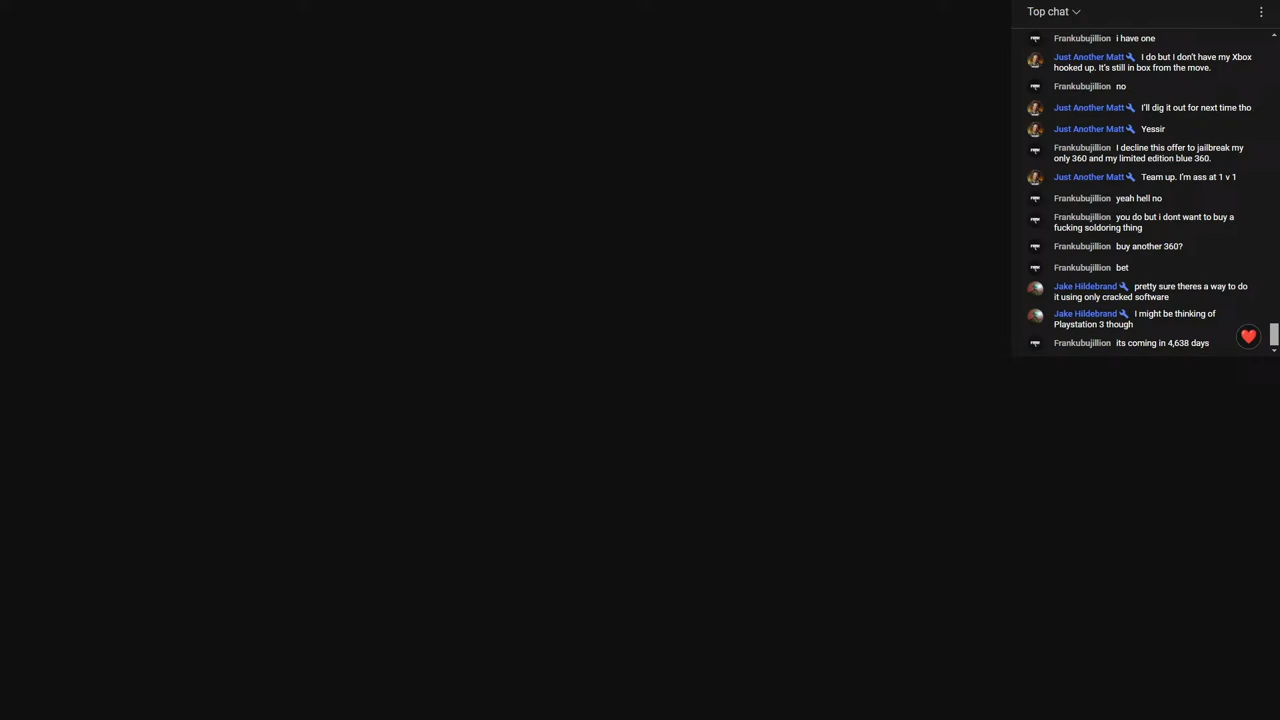 Top chat
Frankubujillion i have one
Just Another Matt I do but I don't have my Xbox
hooked up. It's still in box from the move.
Frankubujillion no
Just Another Matt I'll dig it out for next time tho
Just Another Matt Yessir
Frankubujillion I decline this offer to jailbreak my
only 360 and my limited edition blue 360.
Just Another Matt Team up. I'm ass at 1 v 1
Frankubujillion yeah hell no
Frankubujillion you do but i dont want to buy a
fucking soldoring thing
Frankubujillion buy another 360?
Frankubujillion bet
Jake Hildebrand pretty sure theres a way to do
it using only cracked software
Jake Hildebrand I might be thinking of
Playstation 3 though
Frankubujillion its coming in 4,638 days